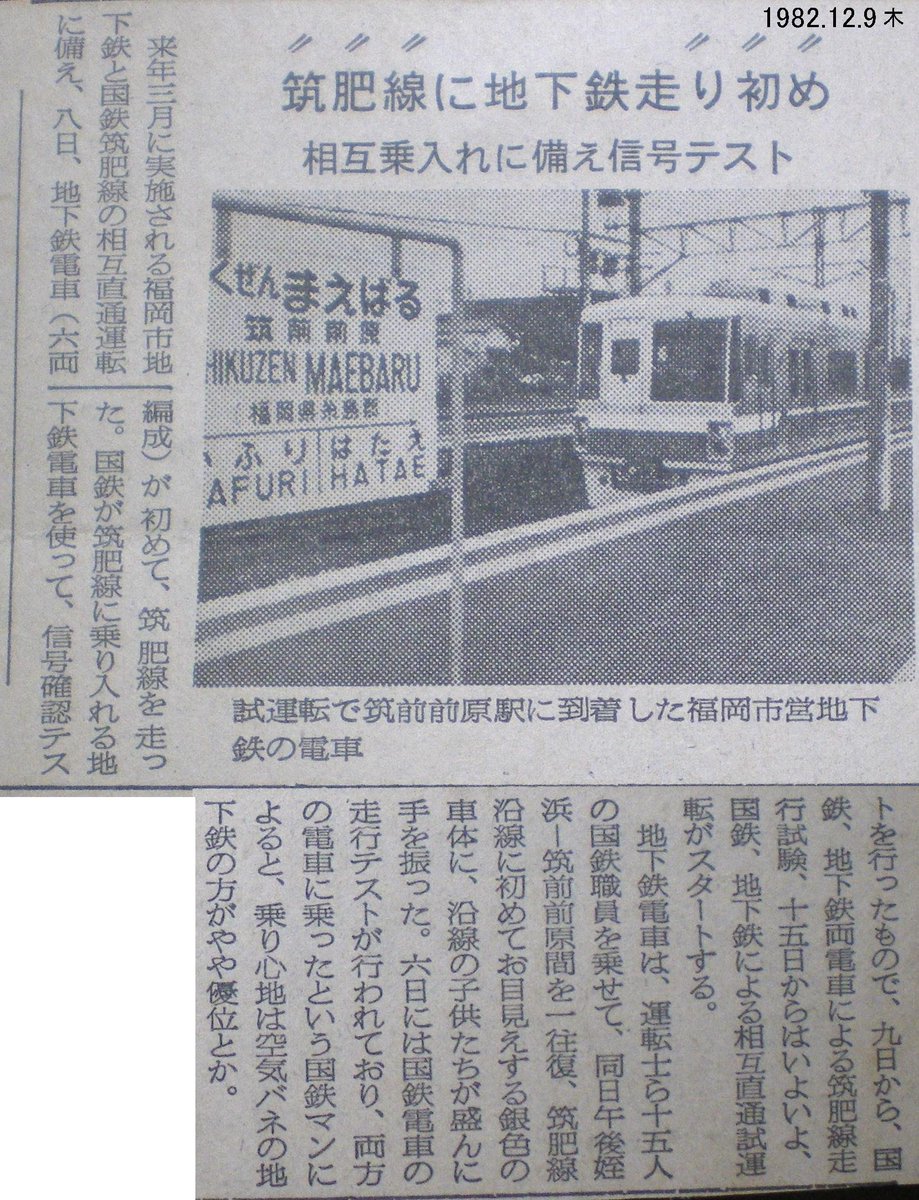 1982.12.9 木
筑肥線に地下鉄走り初め
相互乗入れに備え信号テスト
来年三月に実施される福岡市地
下鉄と国鉄筑肥線の相互直通運転
に備え、八日、地下鉄電車（六両
編成）が初めて、筑肥線を走っ
た。国鉄が筑肥線に乗り入れる地
下鉄電車を使って、信号確認テス
くぜんまえばる
筑前前原
HIKUZEN MAEBARU
福岡県糸島郡
ふり はたえ
AFURI HATAE
試運転で筑前前原駅に到着した福岡市営地下
鉄の電車
トを行ったもので、九日から、国
鉄、地下鉄両電車による筑肥線走
行試験、十五日からはいよいよ、
国鉄、地下鉄による相互直通試運
転がスタートする。
地下鉄電車は、運転士ら十五人
の国鉄職員を乗せて、同日午後姪
浜ー筑前前原間を一往復、筑肥線
沿線に初めてお目見えする銀色の
車体に、沿線の子供たちが盛んに
手を振った。六日には国鉄電車の
走行テストが行われており、両方
の電車に乗ったという国鉄マンに
よると、乗り心地は空気バネの地
下鉄の方がやや優位とか。